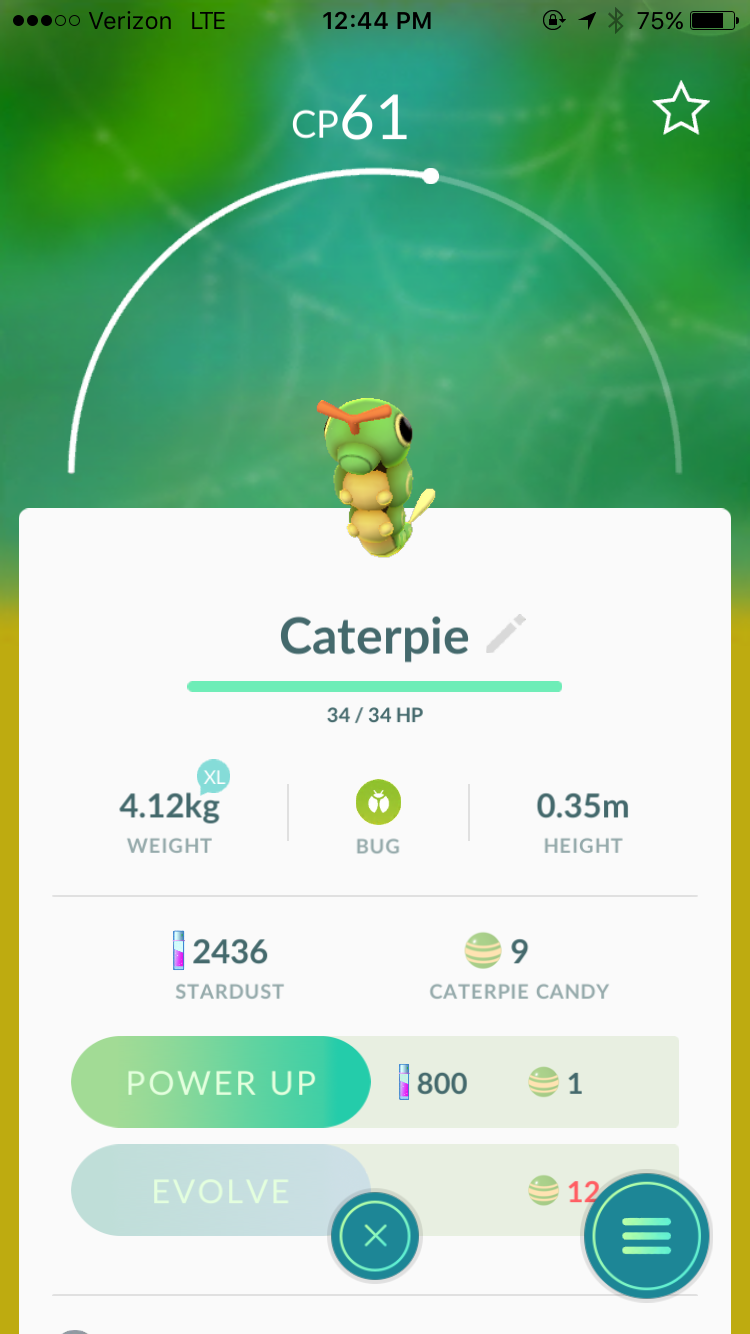 Verizon LTE 12:44 PM 75%
CP61
Caterpie
34 / 34 HP
XL
4.12kg 0.35m
WEIGHT BUG HEIGHT
2436 9
STARDUST CATERPIE CANDY
POWER UP 800 1
EVOLVE 12